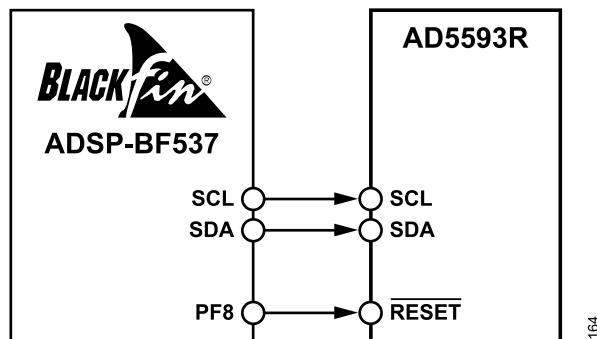 BLACKfin®
ADSP-BF537
AD5593R
SCL
SCL
SDA
SDA
PF8
RESET
164